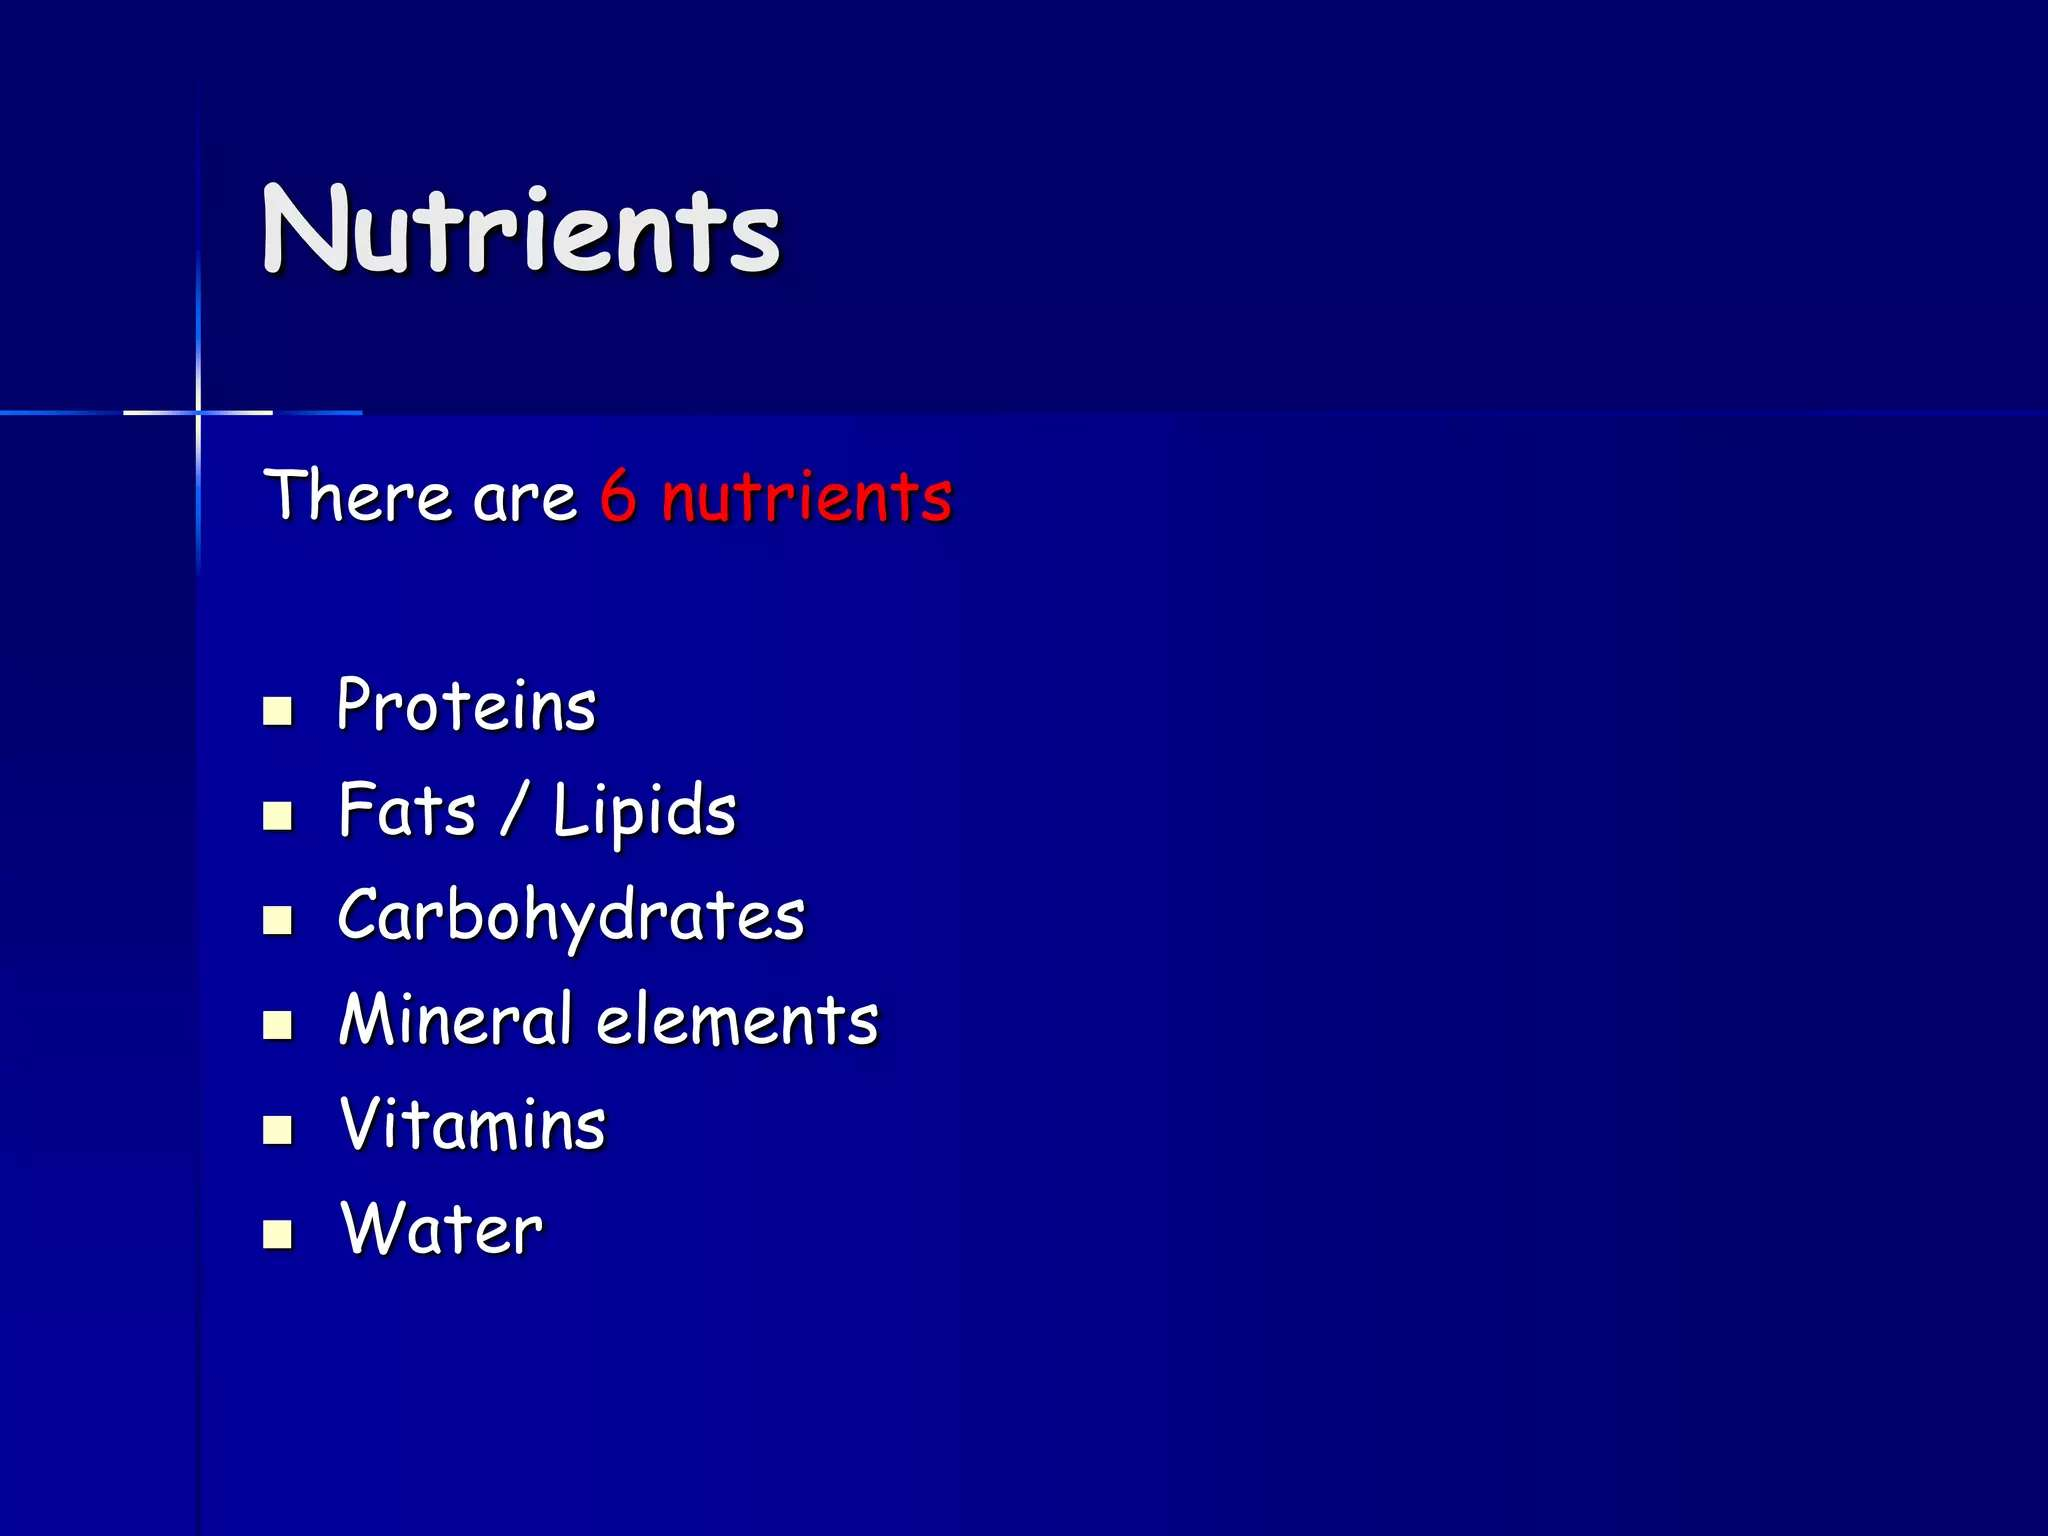 Nutrients
There are 6 nutrients
■ Proteins
■ Fats / Lipids
■ Carbohydrates
■ Mineral elements
■ Vitamins
■ Water